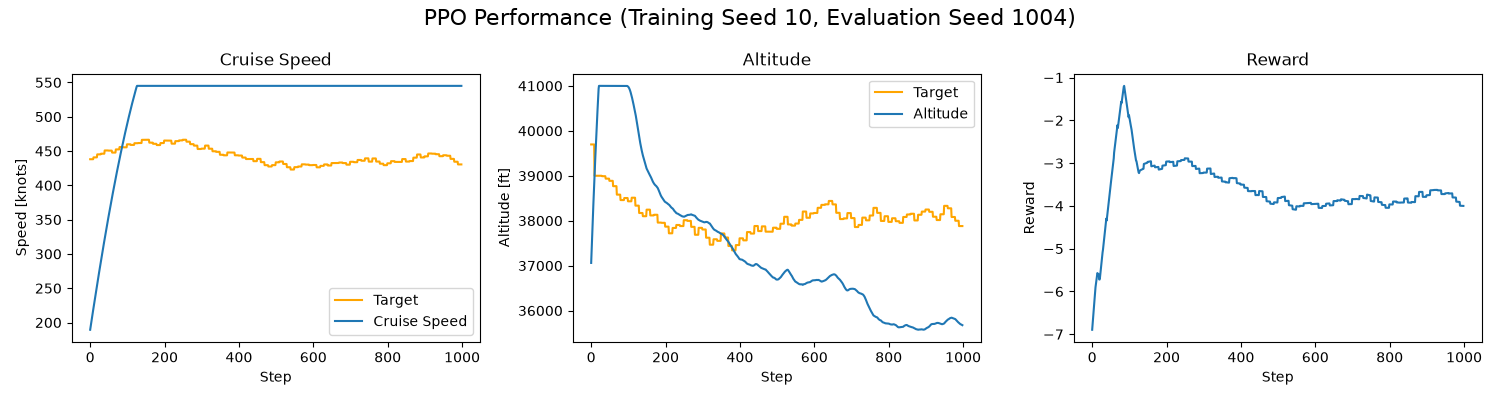 PPO Performance (Training Seed 10, Evaluation Seed 1004)
Cruise Speed
550
500
450
400
350
300
250
200
Speed [knots]
Target
Cruise Speed
0 200 400 600 800 1000
Step
Altitude
41000
40000
39000
38000
37000
36000
Altitude [ft]
Target
Altitude
0 200 400 600 800 1000
Step
Reward
−1
−2
−3
−4
−5
−6
−7
Reward
0 200 400 600 800 1000
Step